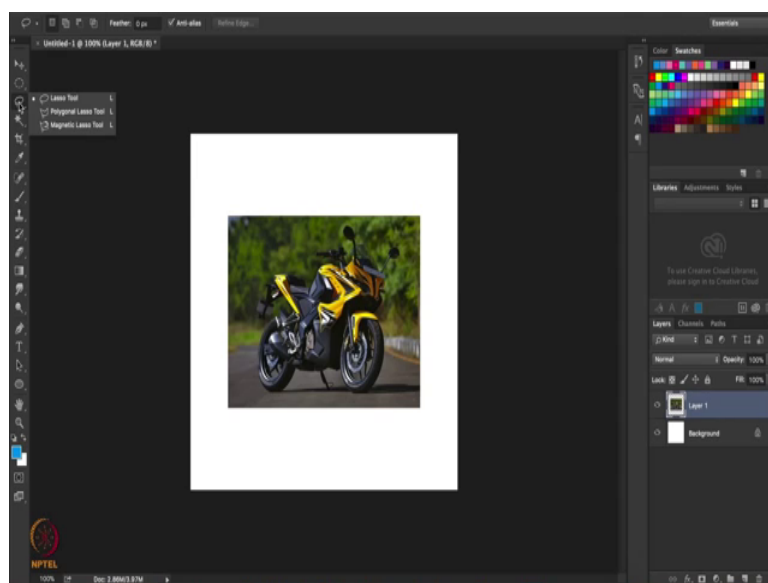 Feather: 0 px Anti-alias Refine Edge... Essentials
× Untitled-1 @ 100% (Layer 1, RGB/8) *
Color Swatches
Lasso Tool L
Polygonal Lasso Tool L
Magnetic Lasso Tool L
Libraries Adjustments Styles
To use Creative Cloud Libraries,
please sign in to Creative Cloud
Layers Channels Paths
Kind
Normal Opacity: 100%
Lock: Fill: 100%
Layer 1
Background
NPTEL
100% Doc: 2.86M/3.97M